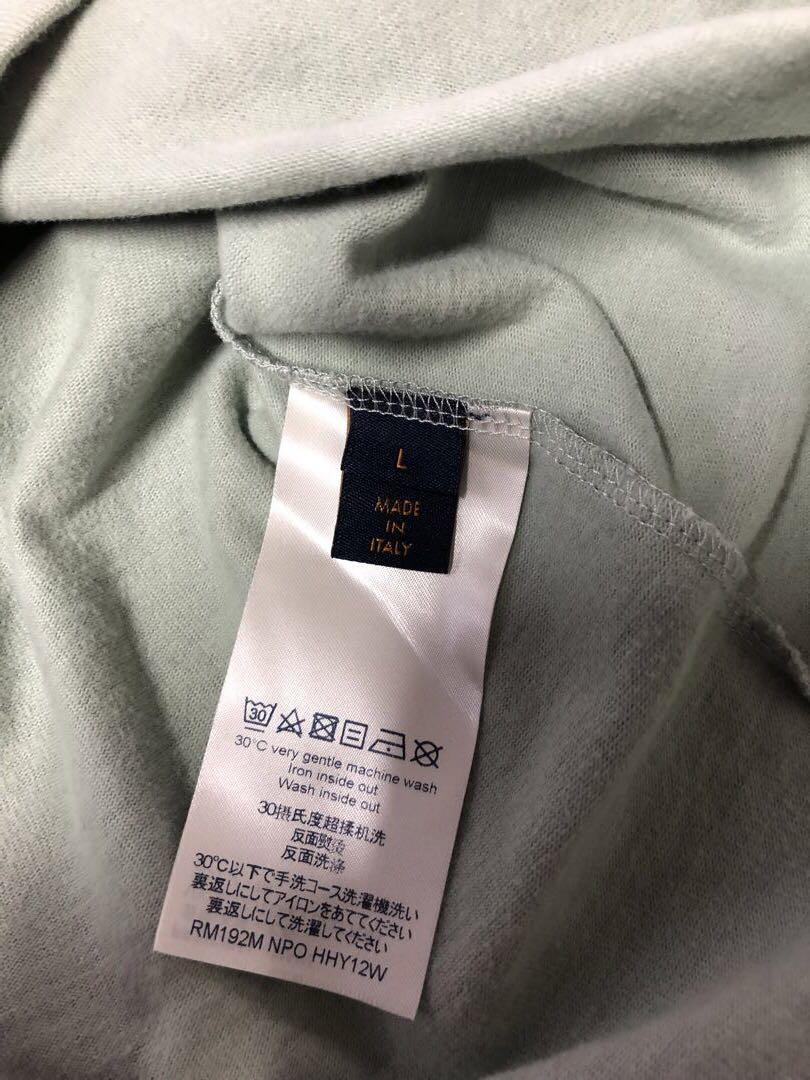 L
MADE
IN
ITALY
30
30°C very gentle machine wash
Iron inside out
Wash inside out
30摄氏度超揉机洗
反面熨烫
反面洗涤
30℃以下で手洗コース洗濯機洗い
裏返しにしてアイロンをあててください
裏返しにして洗濯してください
RM192M NPO HHY12W